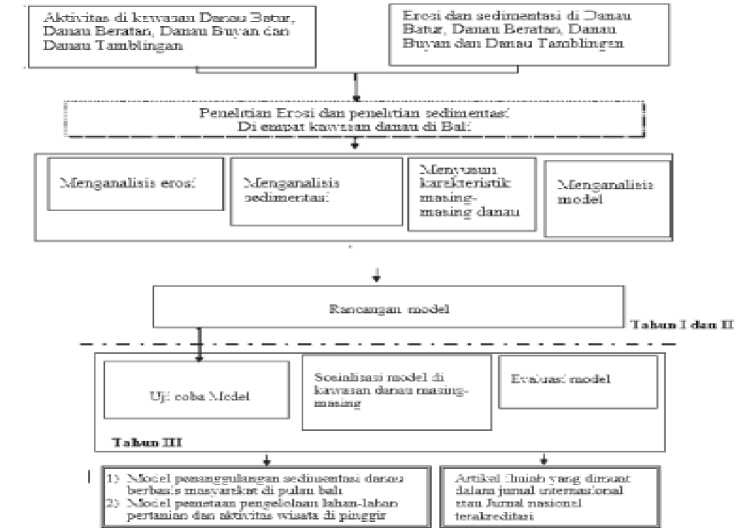 Aktivitas di kawasan Danau Batur,
Danau Beratan, Danau Buyan dan
Danau Tamblingan
Erosi dan sedimentasi di Danau
Batur, Danau Beratan, Danau
Buyan dan Danau Tamblingan
Penelitian Erosi dan penelitian sedimentasi
Di empat kawasan danau di Bali
Menganalisis erosi
Menganalisis
sedimentasi
Menyusun
karakteristik
masing-
masing danau
Menganalisis
model
Rancangan model
Tahun I dan II
Uji coba Model
Sosialisasi model di
kawasan danau masing-
masing
Evaluasi model
Tahun III
1) Model penanggulangan sedimentasi danau
berbasis masyarakat di pulau bali
2) Model pemetaan pengelolaan lahan-lahan
pertanian dan aktivitas wisata di pinggir
Artikel Ilmiah yang dimuat
dalam jurnal internasional
atau Jurnal nasional
terakreditasi